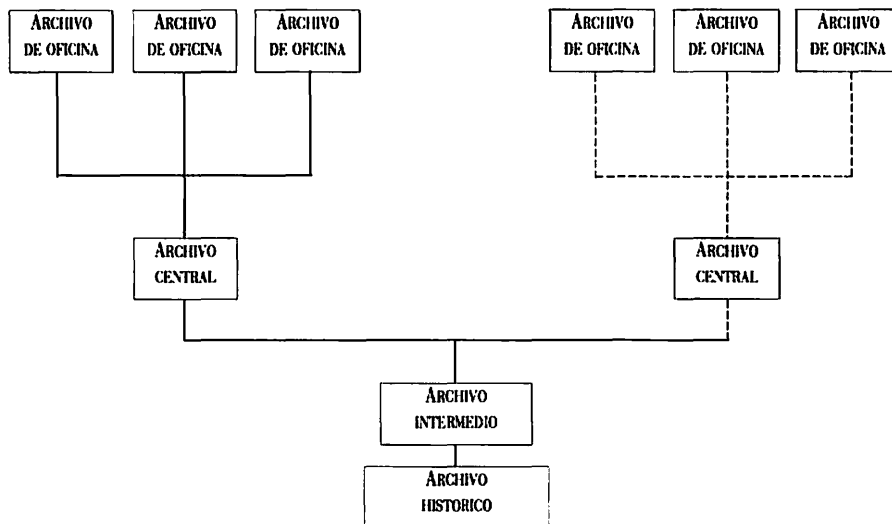 ARCHIVO
DE OFICINA
ARCHIVO
DE OFICINA
ARCHIVO
DE OFICINA
ARCHIVO
DE OFICINA
ARCHIVO
DE OFICINA
ARCHIVO
DE OFICINA
ARCHIVO
CENTRAL
ARCHIVO
CENTRAL
ARCHIVO
INTERMEDIO
ARCHIVO
HISTORICO